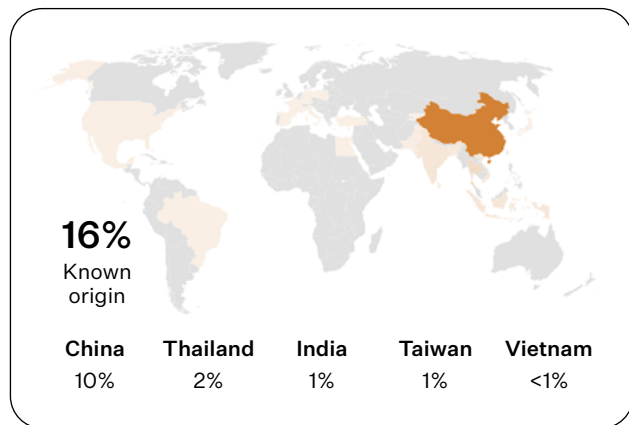 16%
Known
origin
China Thailand India Taiwan Vietnam
10% 2% 1% 1% <1%